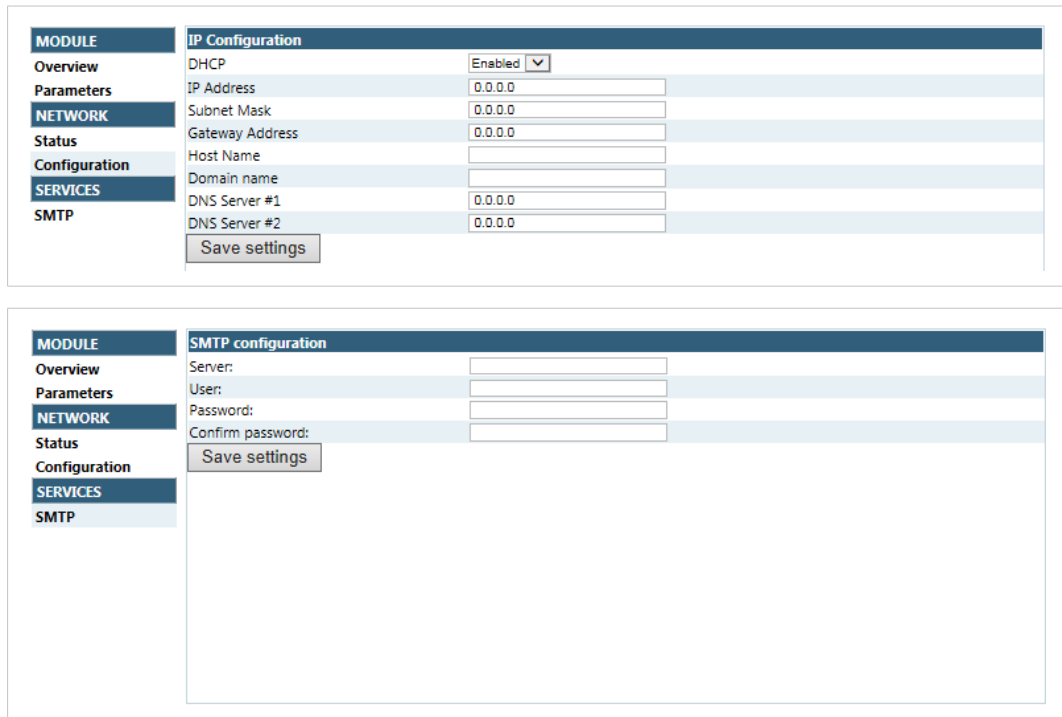 MODULE
Overview
Parameters
NETWORK
Status
Configuration
SERVICES
SMTP
IP Configuration
DHCP Enabled
IP Address 0.0.0.0
Subnet Mask 0.0.0.0
Gateway Address 0.0.0.0
Host Name
Domain name
DNS Server #1 0.0.0.0
DNS Server #2 0.0.0.0
Save settings
MODULE
Overview
Parameters
NETWORK
Status
Configuration
SERVICES
SMTP
SMTP configuration
Server:
User:
Password:
Confirm password:
Save settings